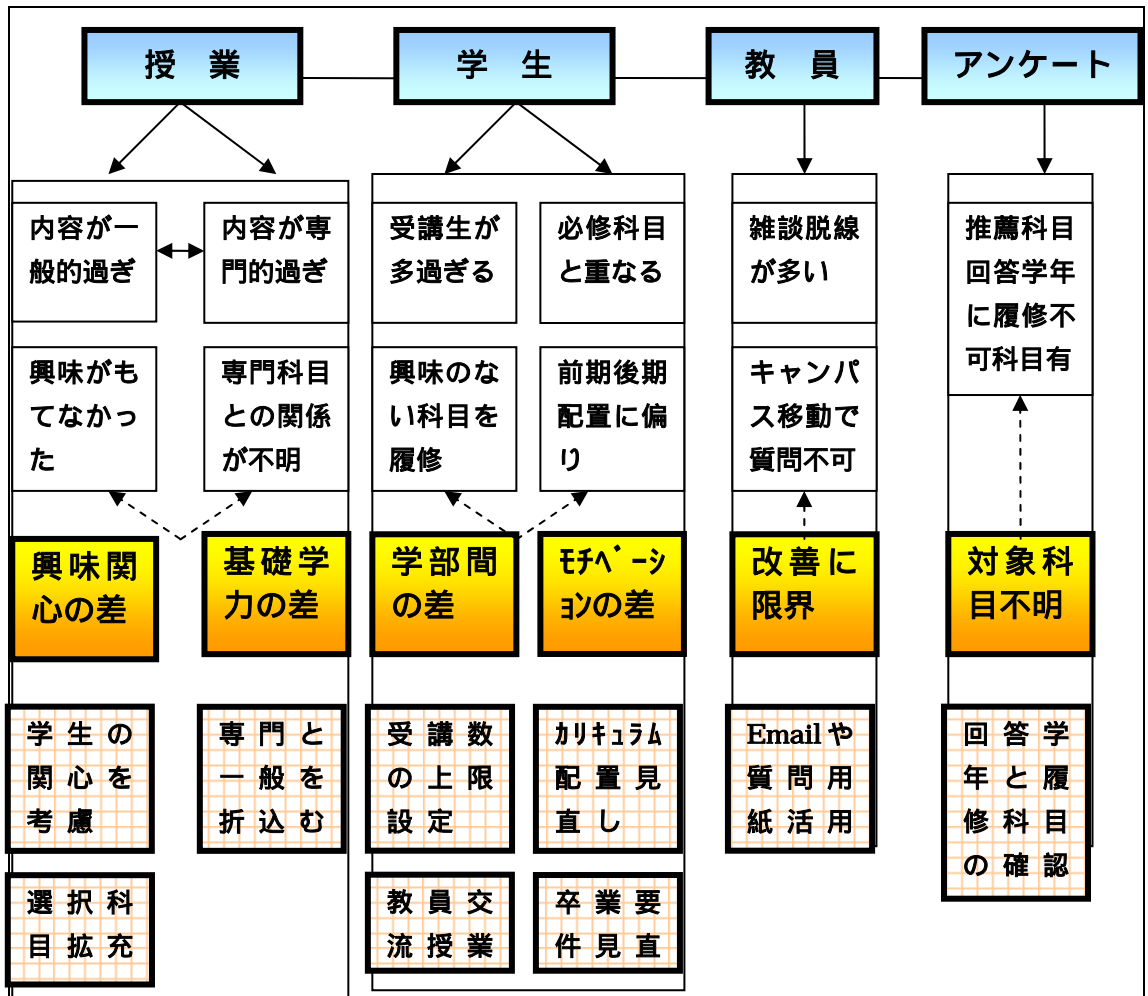 授 業
学 生
教 員
アンケート
内容が一
般的過ぎ
内容が専
門的過ぎ
受講生が
多過ぎる
必修科目
と重なる
雑談脱線
が多い
推薦科目
回答学年
に履修不
可科目有
興味がも
てなかっ
た
専門科目
との関係
が不明
興味のな
い科目を
履修
前期後期
配置に偏
り
キャンパ
ス移動で
質問不可
興味関
心の差
基礎学
力の差
学部間
の差
ﾓﾁﾍﾞｰｼ
ｮﾝの差
改善に
限界
対象科
目不明
学生の
関心を
考慮
専門と
一般を
折込む
受講数
の上限
設定
ｶﾘｷｭﾗﾑ
配置見
直し
Emailや
質問用
紙活用
回答学
年と履
修科目
の確認
選択科
目拡充
教員交
流授業
卒業要
件見直